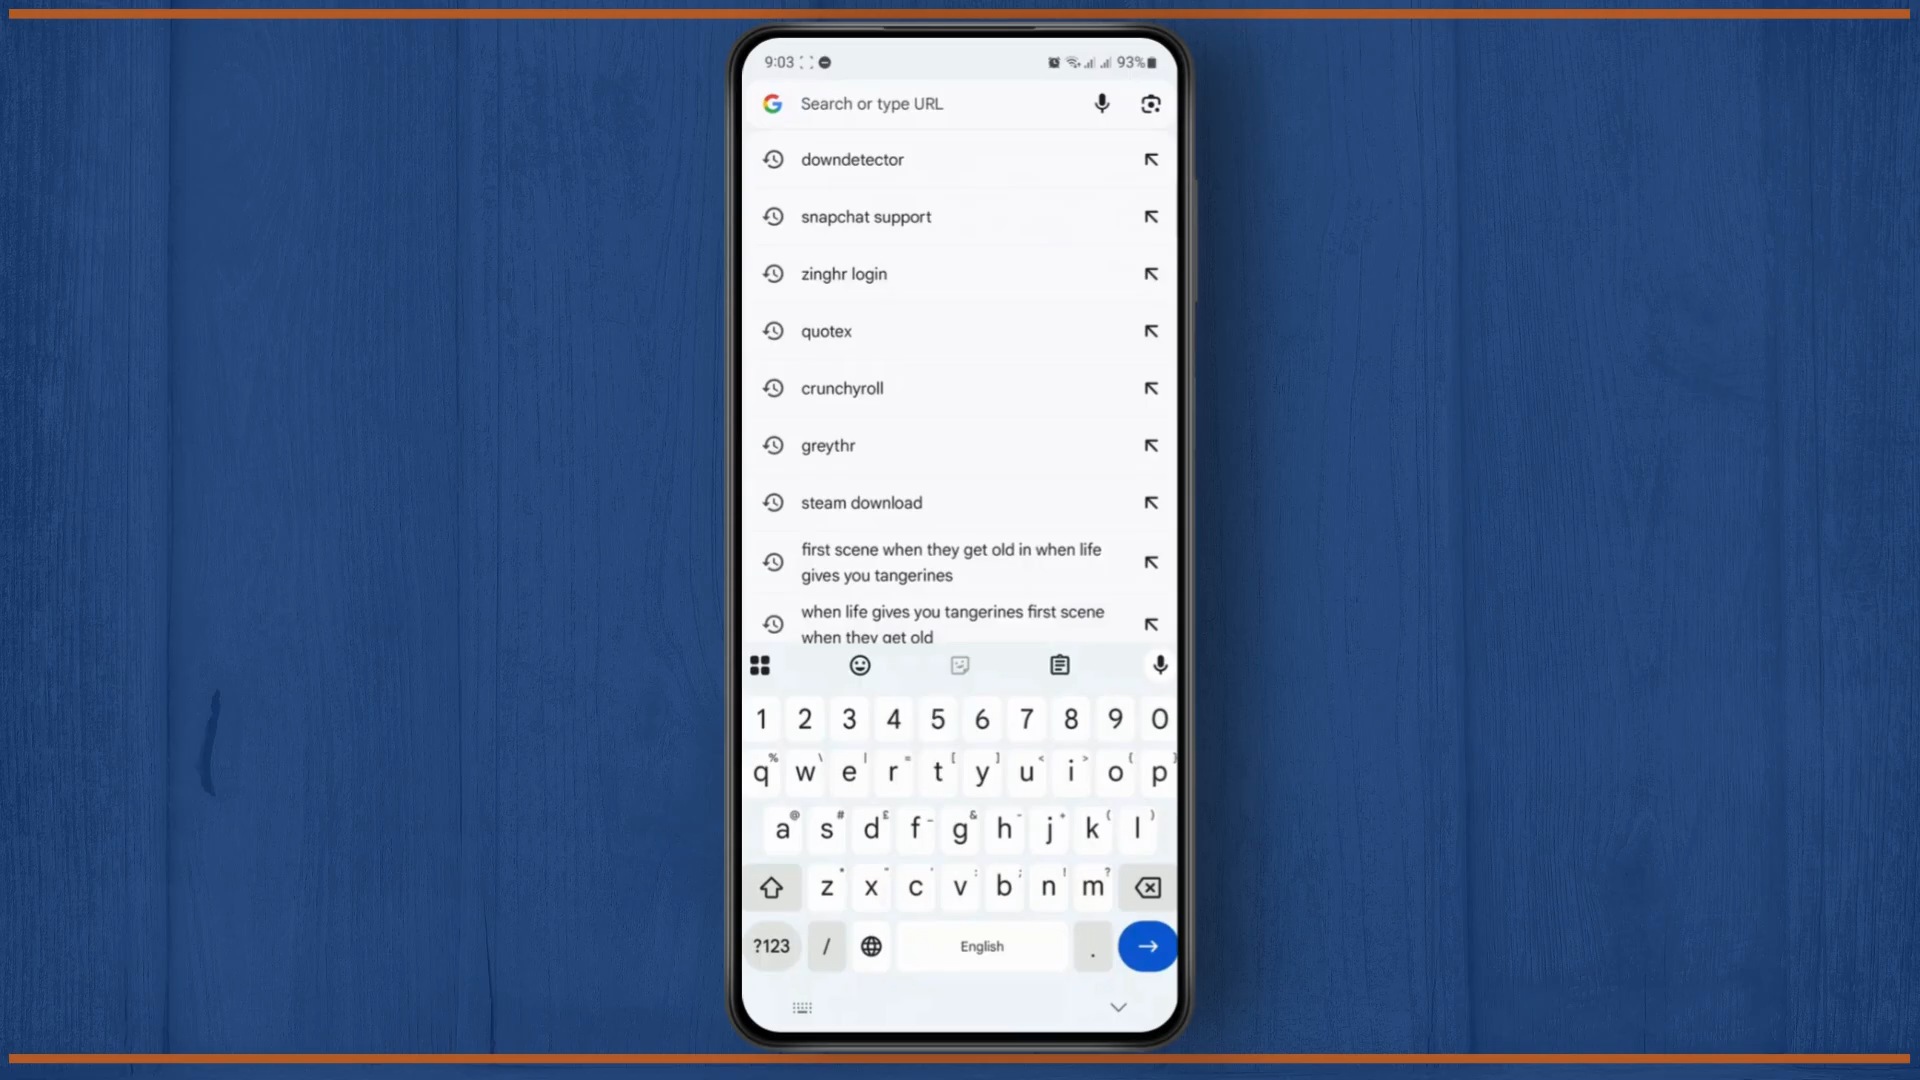 9:03 93%
Search or type URL
downdetector
snapchat support
zinghr login
quotex
crunchyroll
greythr
steam download
first scene when they get old in when life
gives you tangerines
when life gives you tangerines first scene
when they get old
1 2 3 4 5 6 7 8 9 0
q w e r t y u i o p
a s d f g h j k l
z x c v b n m
?123 / English .